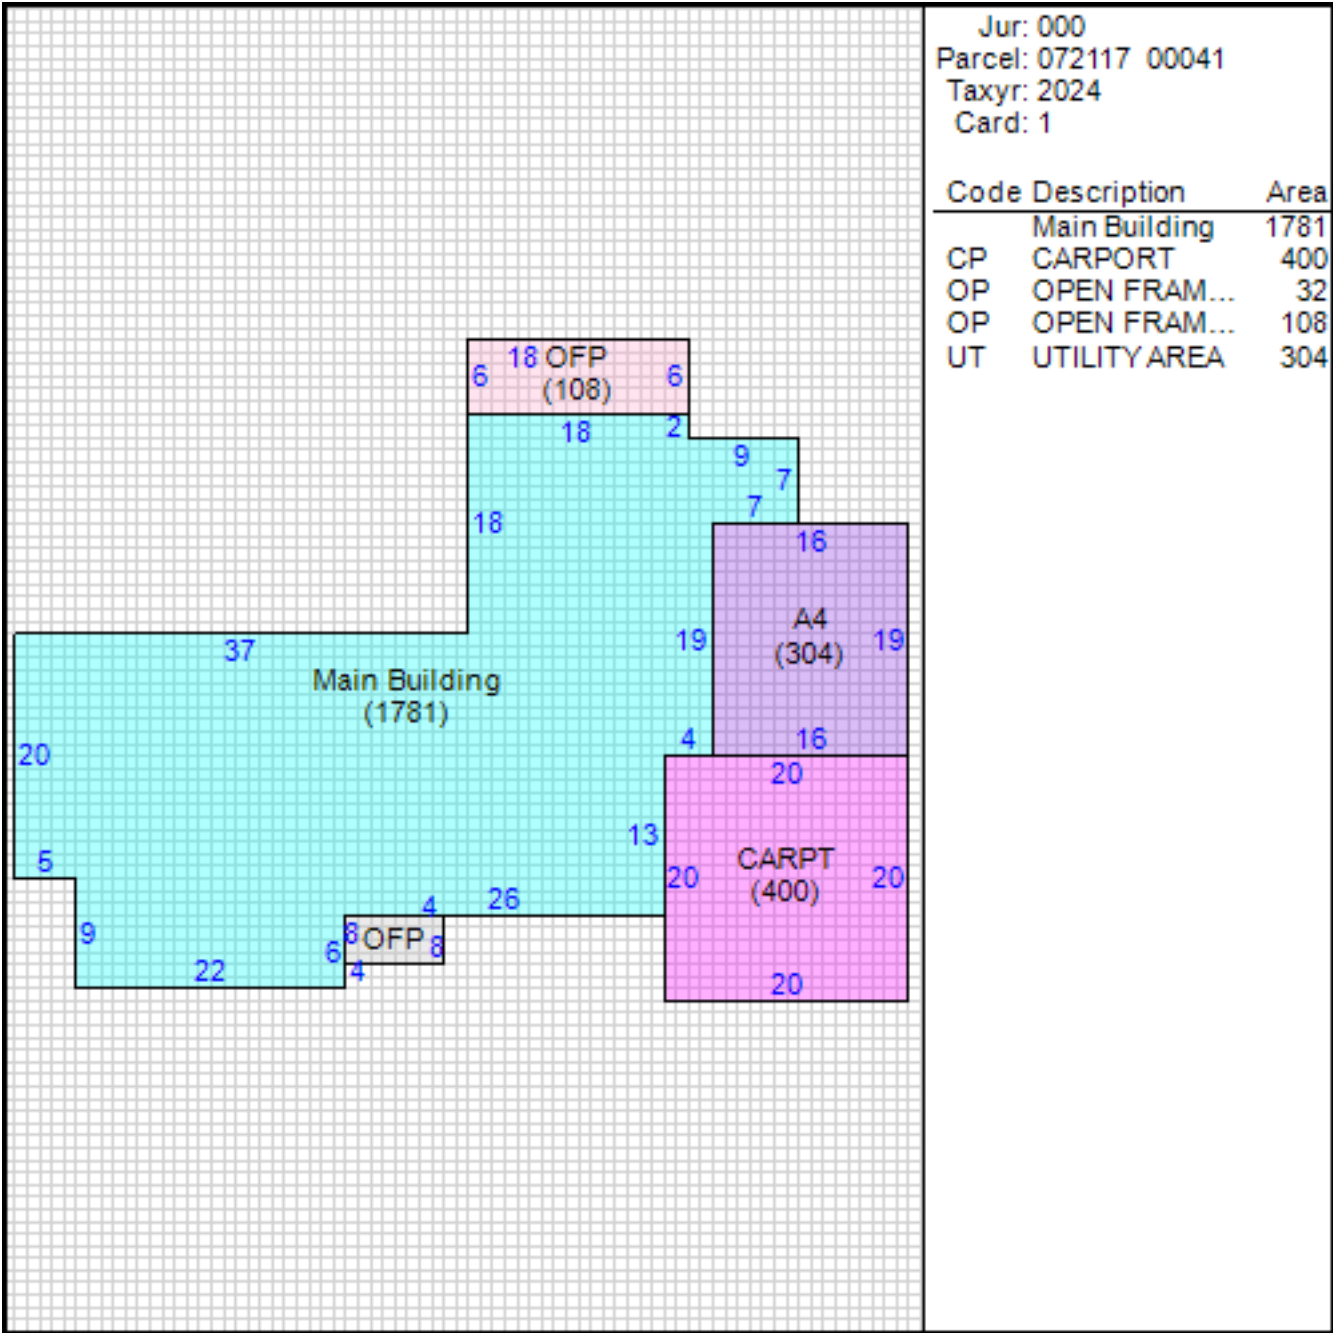 Jur: 000
Parcel: 072117 00041
Taxyr: 2024
Card: 1
Code Description Area
Main Building 1781
CP CARPORT 400
OP OPEN FRAM... 32
OP OPEN FRAM... 108
UT UTILITY AREA 304
18 OFP
6 (108) 6
18 2
9
7
7
18
16
A4
19 (304) 19
37
Main Building
(1781)
20
4 16
20
13
CARPT
5 20 (400) 20
4 26
9 8 OFP 8
6
22 4
20